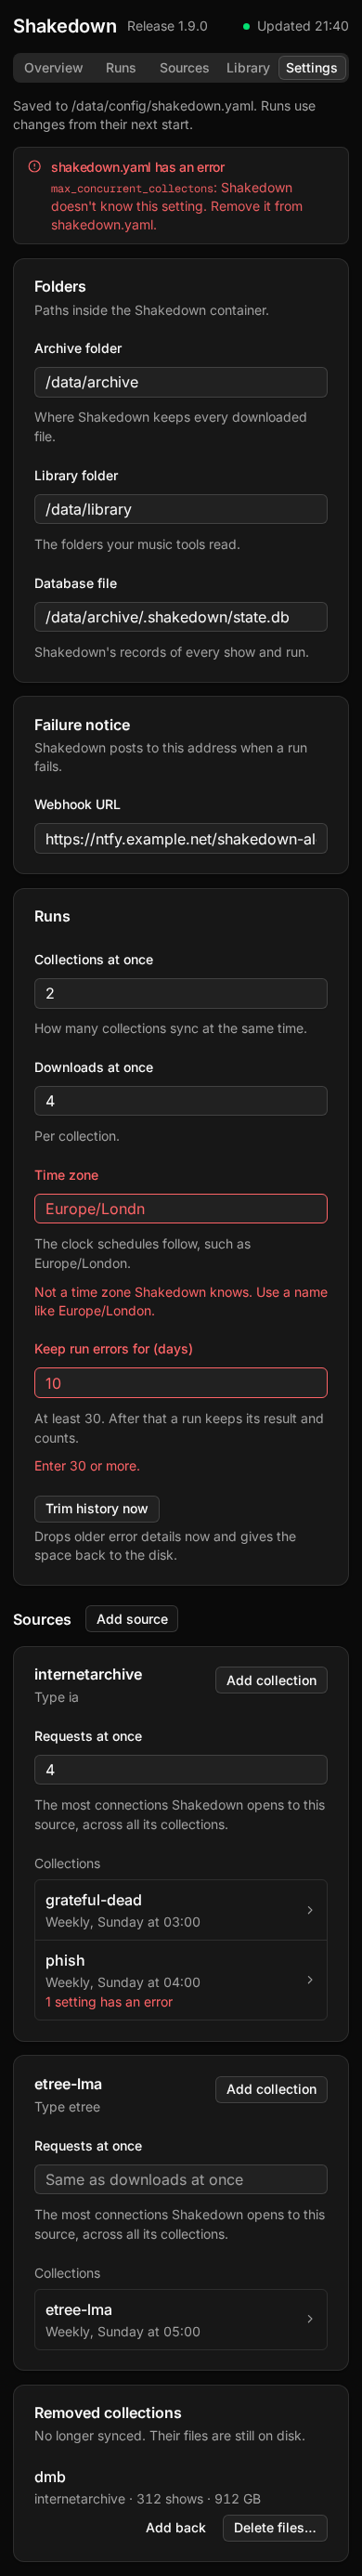 Shakedown Release 1.9.0 Updated 21:40
Overview Runs Sources Library Settings
Saved to /data/config/shakedown.yaml. Runs use
changes from their next start.
shakedown.yaml has an error
max_concurrent_collectons: Shakedown
doesn't know this setting. Remove it from
shakedown.yaml.
Folders
Paths inside the Shakedown container.
Archive folder
/data/archive
Where Shakedown keeps every downloaded
file.
Library folder
/data/library
The folders your music tools read.
Database file
/data/archive/.shakedown/state.db
Shakedown's records of every show and run.
Failure notice
Shakedown posts to this address when a run
fails.
Webhook URL
https://ntfy.example.net/shakedown-al
Runs
Collections at once
2
How many collections sync at the same time.
Downloads at once
4
Per collection.
Time zone
Europe/Londn
The clock schedules follow, such as
Europe/London.
Not a time zone Shakedown knows. Use a name
like Europe/London.
Keep run errors for (days)
10
At least 30. After that a run keeps its result and
counts.
Enter 30 or more.
Trim history now
Drops older error details now and gives the
space back to the disk.
Sources Add source
internetarchive Add collection
Type ia
Requests at once
4
The most connections Shakedown opens to this
source, across all its collections.
Collections
grateful-dead
Weekly, Sunday at 03:00
phish
Weekly, Sunday at 04:00
1 setting has an error
etree-lma Add collection
Type etree
Requests at once
Same as downloads at once
The most connections Shakedown opens to this
source, across all its collections.
Collections
etree-lma
Weekly, Sunday at 05:00
Removed collections
No longer synced. Their files are still on disk.
dmb
internetarchive · 312 shows · 912 GB
Add back Delete files...